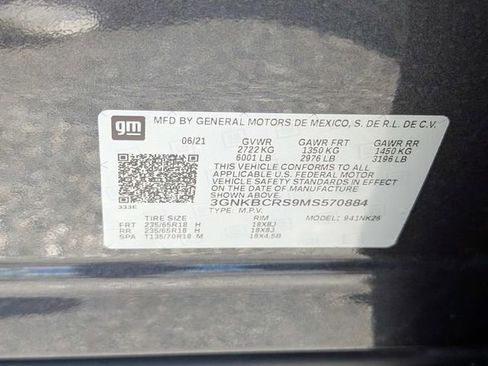 gm
MFD BY GENERAL MOTORS DE MEXICO, S. DE R.L. DE C.V.
06/21 GVWR GAWR FRT GAWR RR
2722 KG 1350 KG 1450 KG
6001 LB 2976 LB 3196 LB
THIS VEHICLE CONFORMS TO ALL
APPLICABLE U.S. FEDERAL MOTOR
VEHICLE SAFETY STANDARDS IN EFFECT
ON THE DATE OF MANUFACTURE
SHOWN ABOVE.
333E 3GNKBCRS9MS570884
TYPE: M.P.V. MODEL: 941NK26
TIRE SIZE RIM
FRT 235/65R18 H 18X8J
RR 235/65R18 H 18X8J
SPA T135/70R18 M 18X4.5B